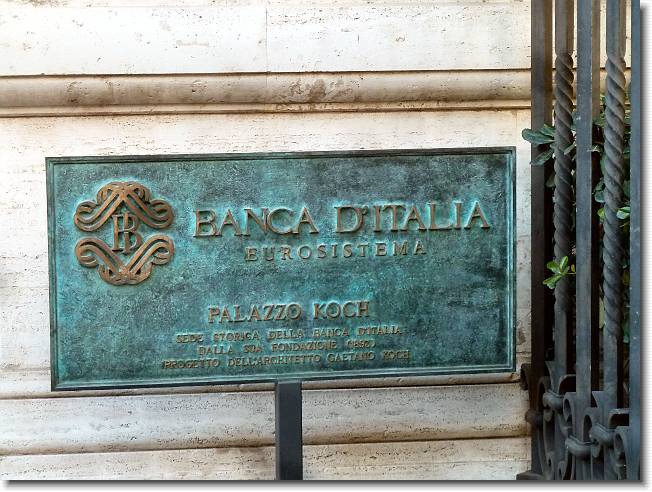 BANCA D'ITALIA
EUROSISTEMA
PALAZZO KOCH
SEDE STORICA DELLA BANCA D'ITALIA
DALLA SUA FONDAZIONE (1893)
PROGETTO DELL'ARCHITETTO GAETANO KOCH